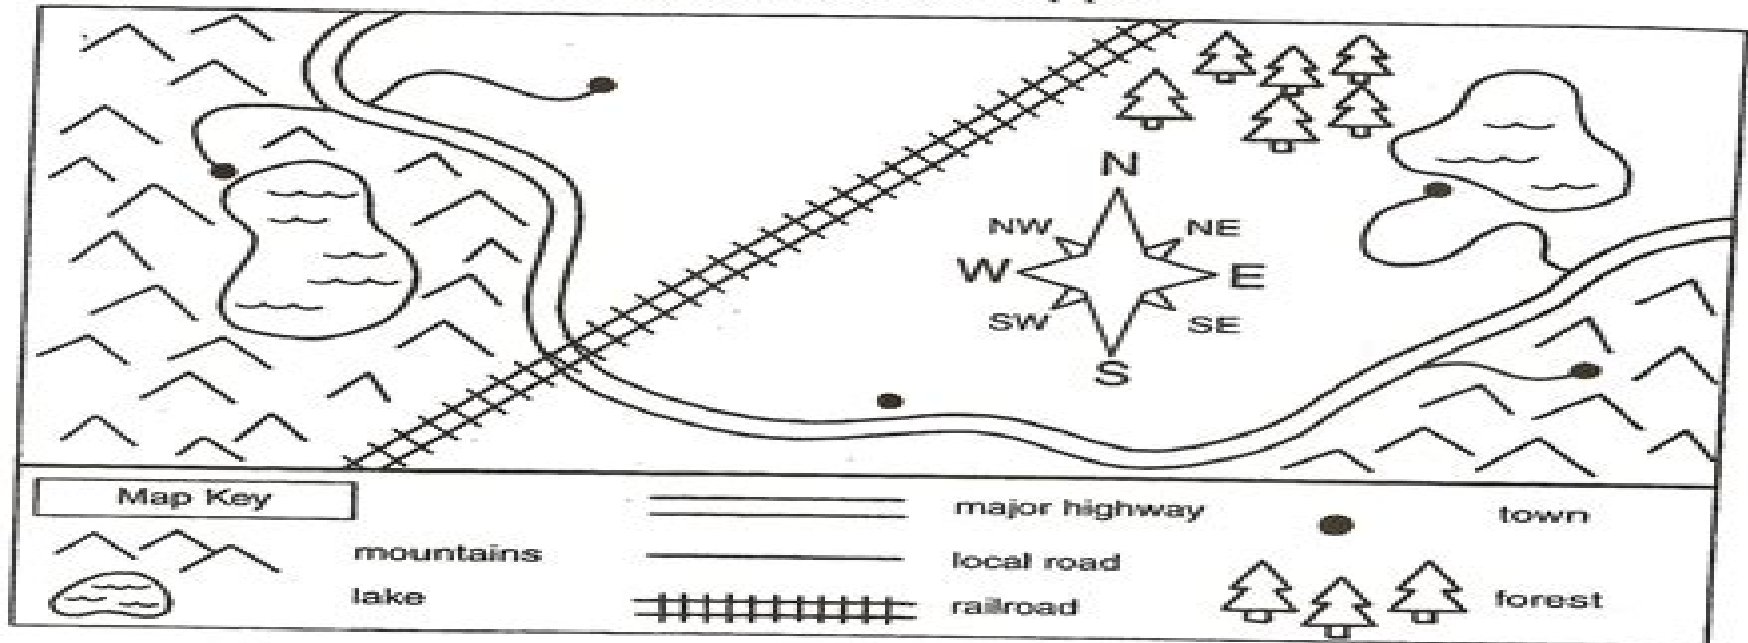 N
NW NE
W E
SW SE
S
Map Key
major highway
town
mountains
local road
lake
railroad
forest